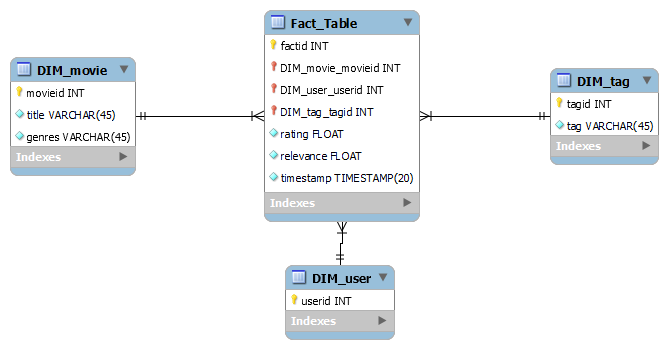 Fact_Table
factid INT
DIM_movie_movieid INT
DIM_user_userid INT
DIM_tag_tagid INT
rating FLOAT
relevance FLOAT
timestamp TIMESTAMP(20)
Indexes
DIM_movie
movieid INT
title VARCHAR(45)
genres VARCHAR(45)
Indexes
DIM_tag
tagid INT
tag VARCHAR(45)
Indexes
DIM_user
userid INT
Indexes